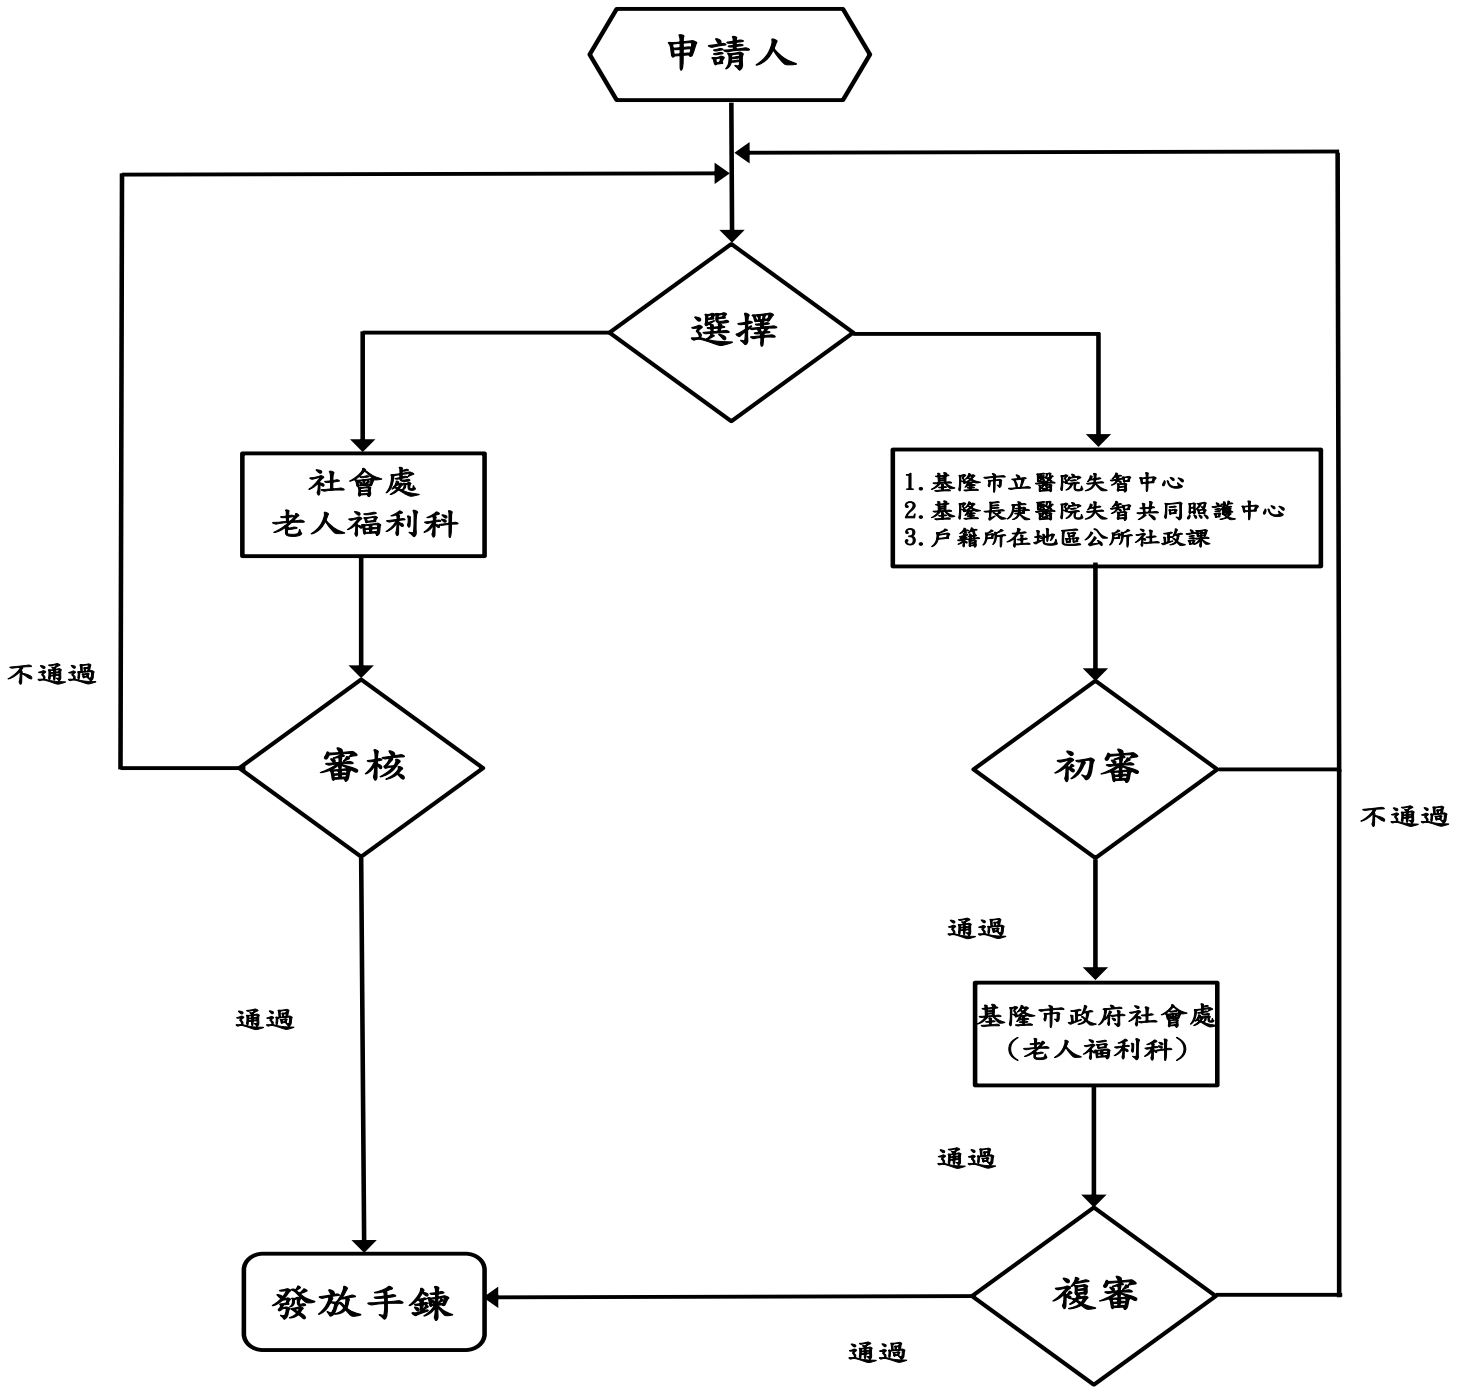 申請人
選擇
社會處
老人福利科
1.基隆市立醫院失智中心
2.基隆長庚醫院失智共同照護中心
3.戶籍所在地區公所社政課
不通過
審核
初審
不通過
通過
通過
基隆市政府社會處
(老人福利科)
通過
發放手鍊
複審
通過